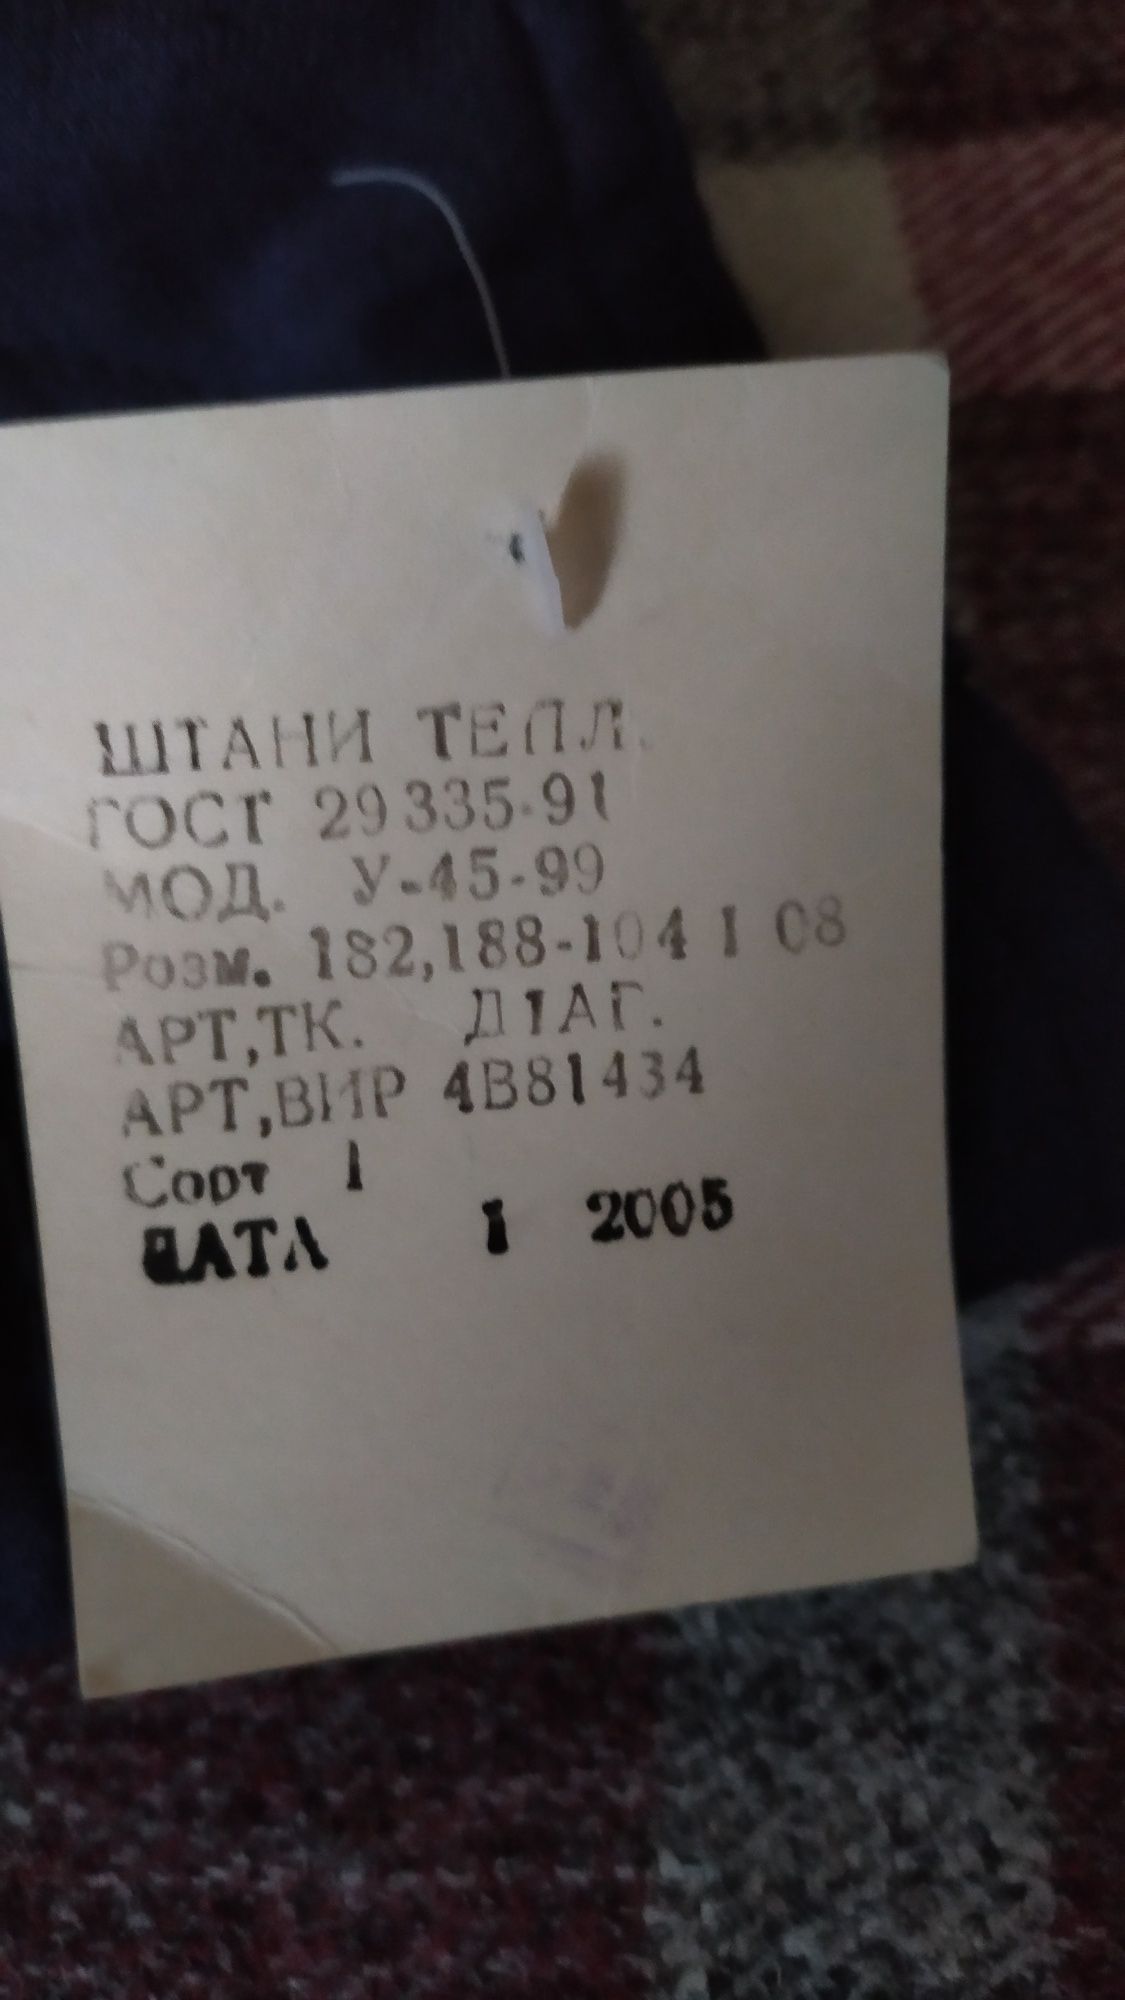 ШТАНИ ТЕПЛ.
ГОСТ 29335-91
МОД. У-45-99
Розм. 182,188-104 1 08
АРТ,ТК. ДІАГ.
АРТ,ВИР 4В81434
Сорт 1
ДАТА 1 2005